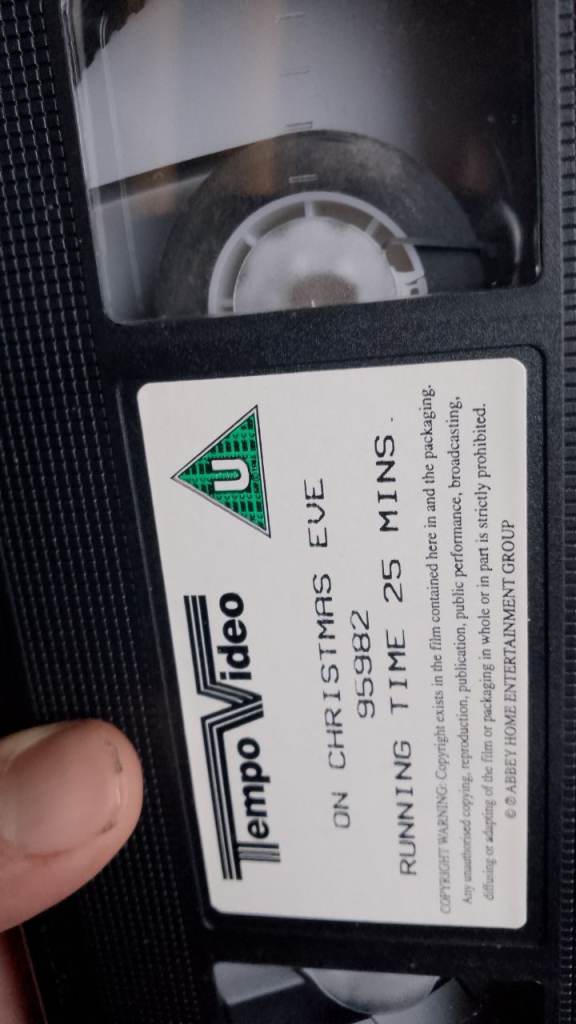 Tempo Video
U
ON CHRISTMAS EVE
95982
RUNNING TIME 25 MINS.
COPYRIGHT WARNING: Copyright exists in the film contained here in and the packaging.
Any unauthorised copying, reproduction, publication, public performance, broadcasting,
diffusing or adapting of the film or packaging in whole or in part is strictly prohibited.
© ℗ ABBEY HOME ENTERTAINMENT GROUP